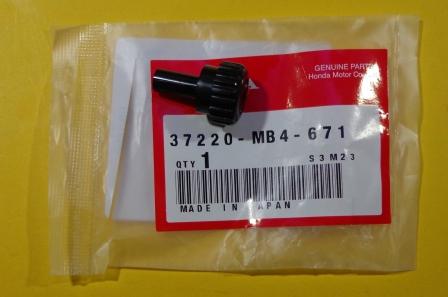 GENUINE PARTS
Honda Motor Co.
37220-MB4-671
QTY 1 S3M23
MADE IN JAPAN